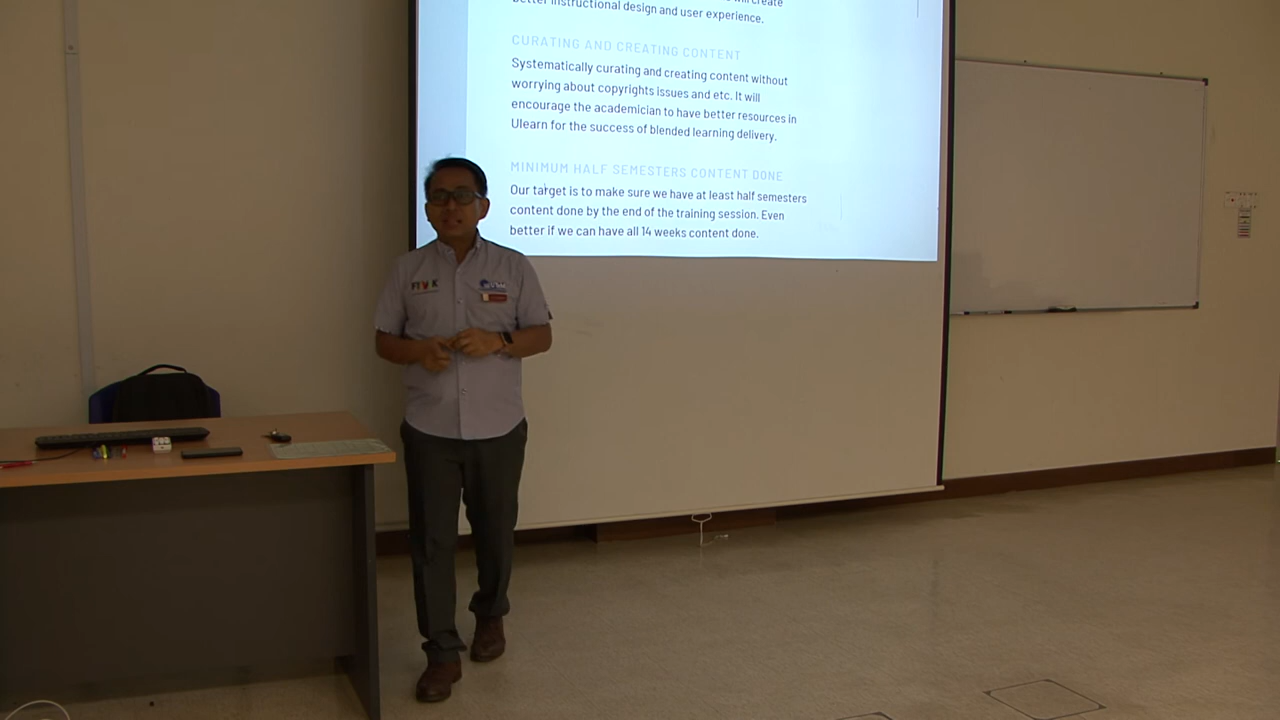 better instructional design and user experience.
CURATING AND CREATING CONTENT
Systematically curating and creating content without
worrying about copyrights issues and etc. It will
encourage the academician to have better resources in
Ulearn for the success of blended learning delivery.
MINIMUM HALF SEMESTERS CONTENT DONE
Our target is to make sure we have at least half semesters
content done by the end of the training session. Even
better if we can have all 14 weeks content done.